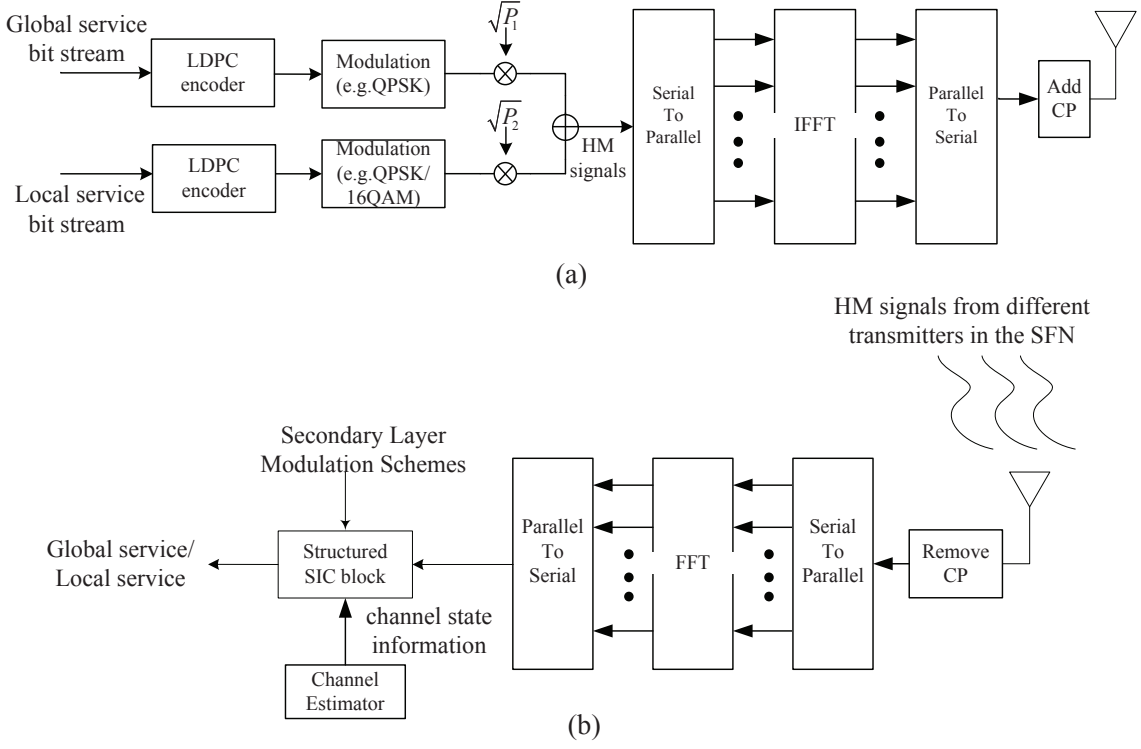 Global service
bit stream
LDPC
encoder
Modulation
(e.g.QPSK)
√P1
√P2
LDPC
encoder
Modulation
(e.g.QPSK/
16QAM)
Local service
bit stream
HM
signals
Serial
To
Parallel
IFFT
Parallel
To
Serial
Add
CP
(a)
HM signals from different
transmitters in the SFN
Secondary Layer
Modulation Schemes
Global service/
Local service
Structured
SIC block
channel state
information
Channel
Estimator
Parallel
To
Serial
FFT
Serial
To
Parallel
Remove
CP
(b)